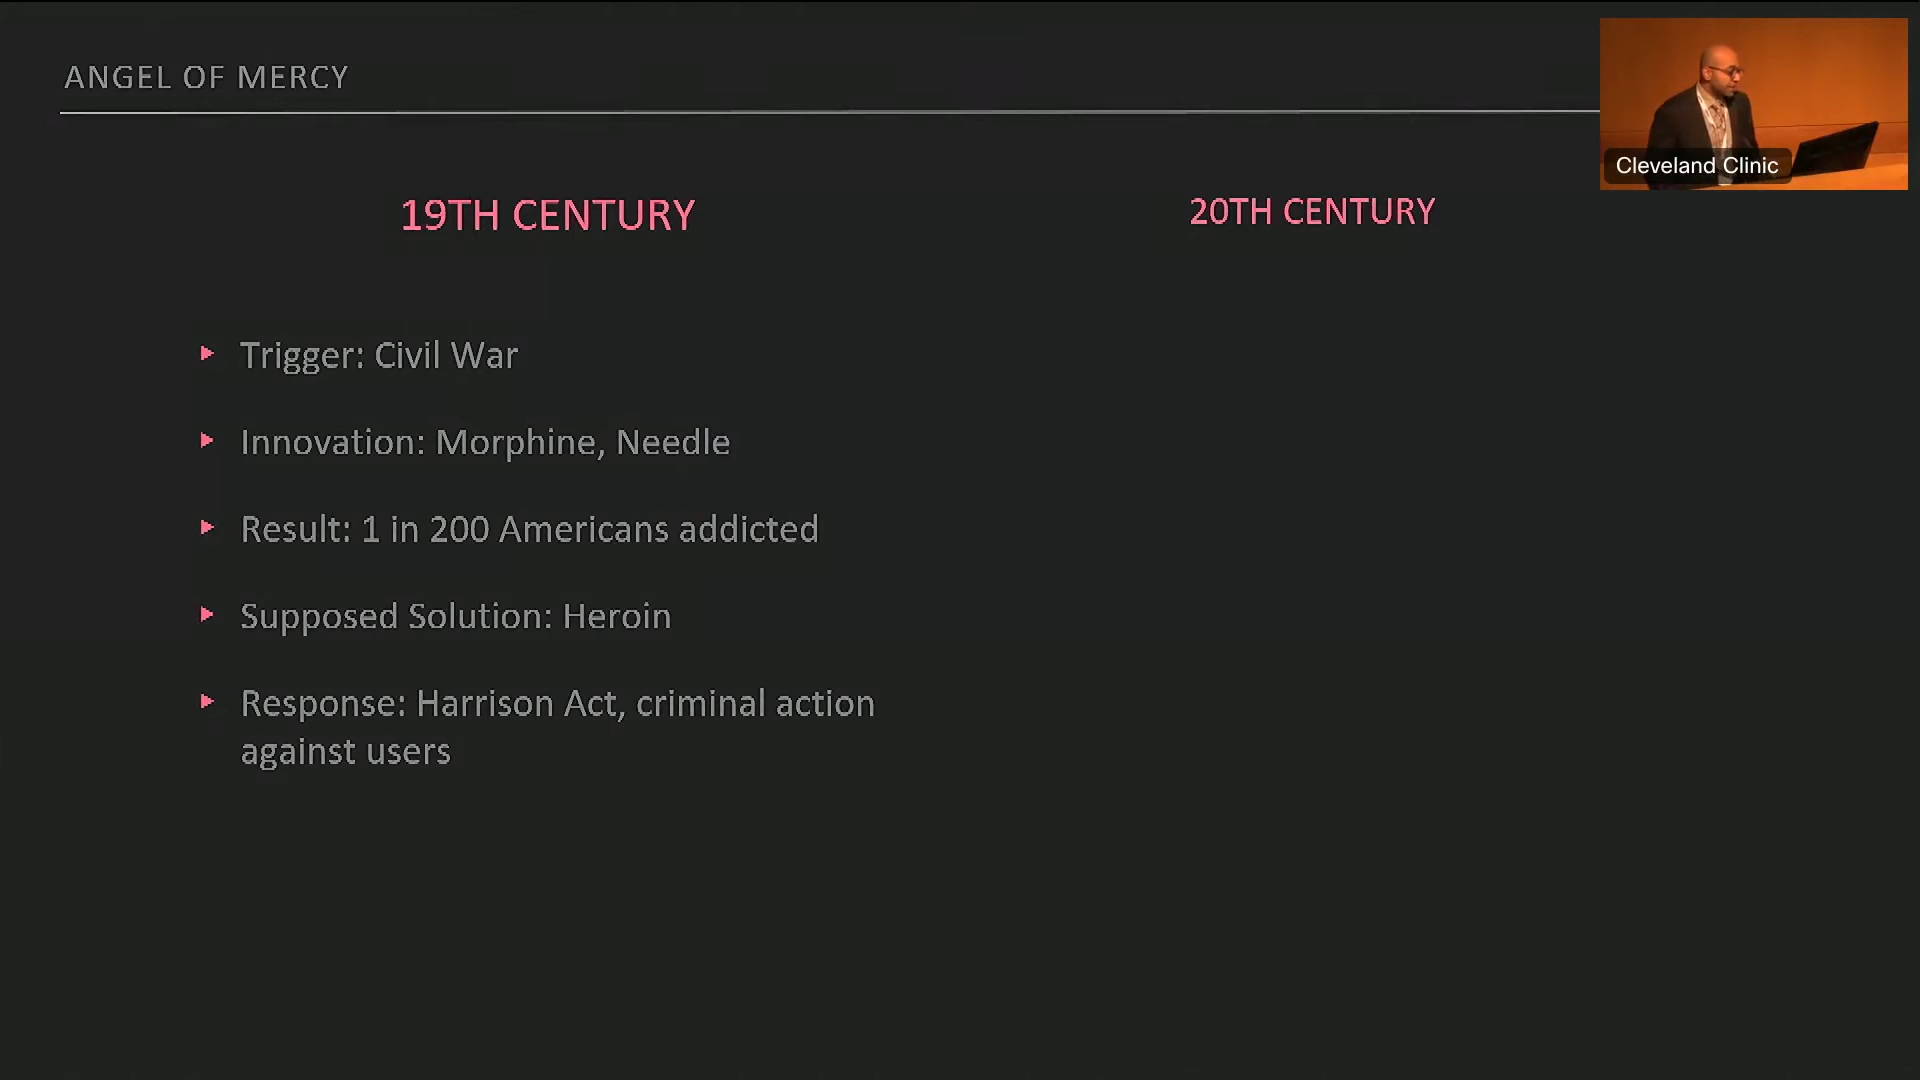 ANGEL OF MERCY
Cleveland Clinic
19TH CENTURY
20TH CENTURY
Trigger: Civil War
Innovation: Morphine, Needle
Result: 1 in 200 Americans addicted
Supposed Solution: Heroin
Response: Harrison Act, criminal action
against users